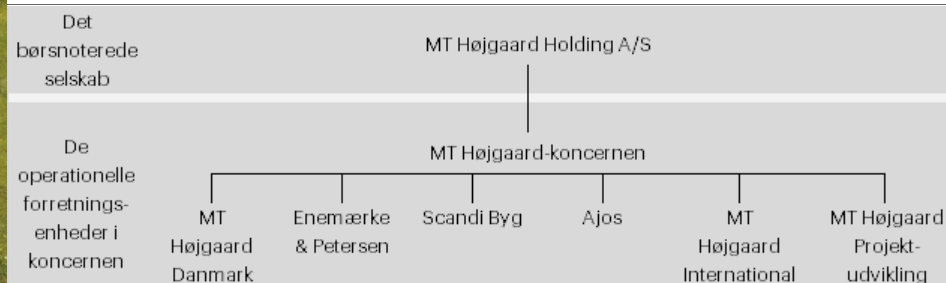 Det
børsnoterede
selskab
MT Højgaard Holding A/S
De
operationelle
forretnings-
enheder i
koncernen
MT Højgaard-koncernen
MT
Højgaard
Danmark
Enemærke
& Petersen
Scandi Byg
Ajos
MT
Højgaard
International
MT Højgaard
Projekt-
udvikling